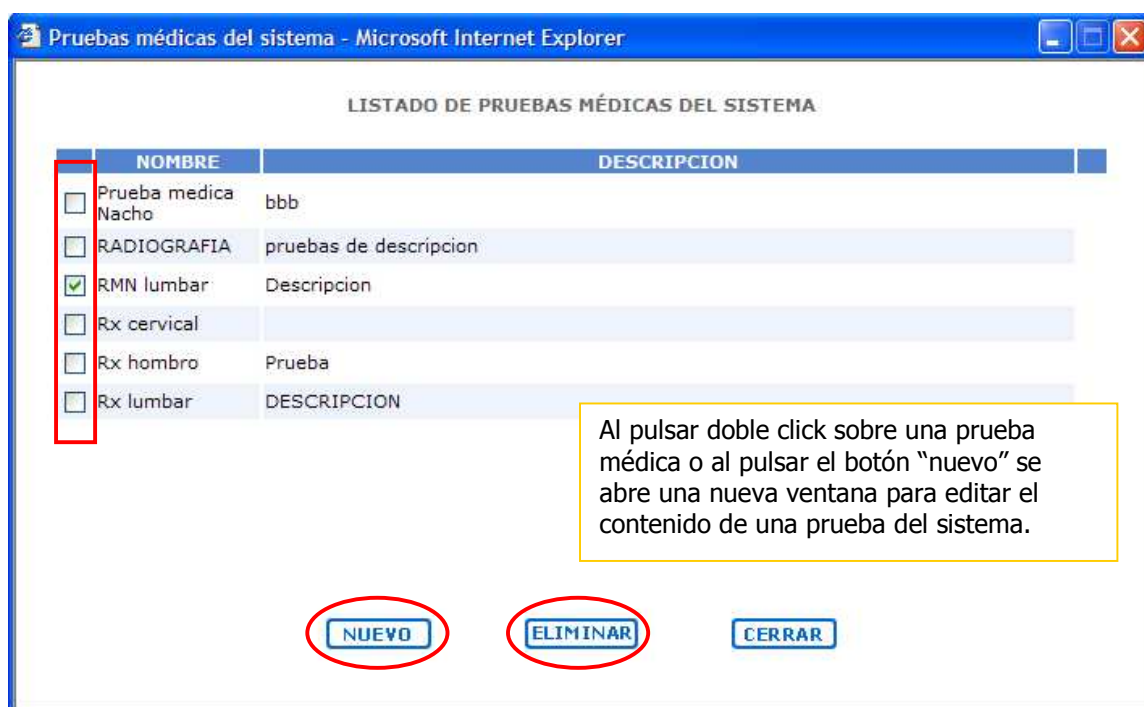 Pruebas médicas del sistema - Microsoft Internet Explorer
LISTADO DE PRUEBAS MÉDICAS DEL SISTEMA
NOMBRE DESCRIPCION
Prueba medica
Nacho
bbb
RADIOGRAFIA pruebas de descripcion
RMN lumbar Descripcion
Rx cervical
Rx hombro Prueba
Rx lumbar DESCRIPCION
Al pulsar doble click sobre una prueba
médica o al pulsar el botón “nuevo” se
abre una nueva ventana para editar el
contenido de una prueba del sistema.
NUEVO ELIMINAR CERRAR